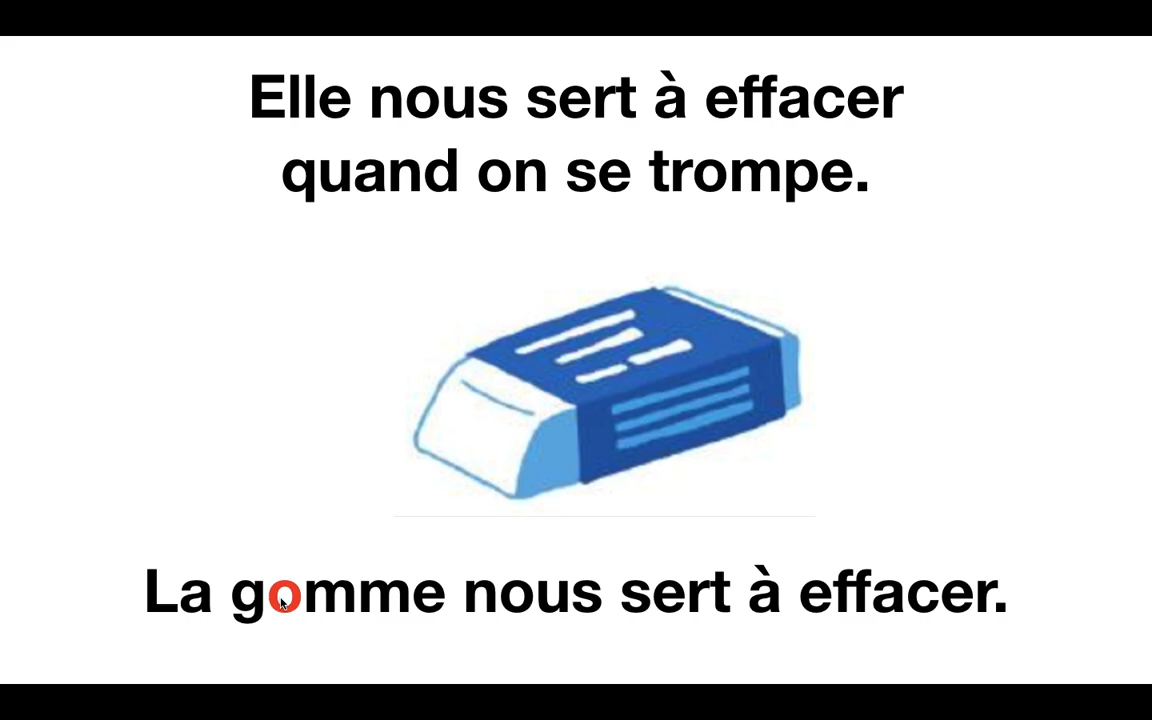 Elle nous sert à effacer
quand on se trompe.
La gomme nous sert à effacer.